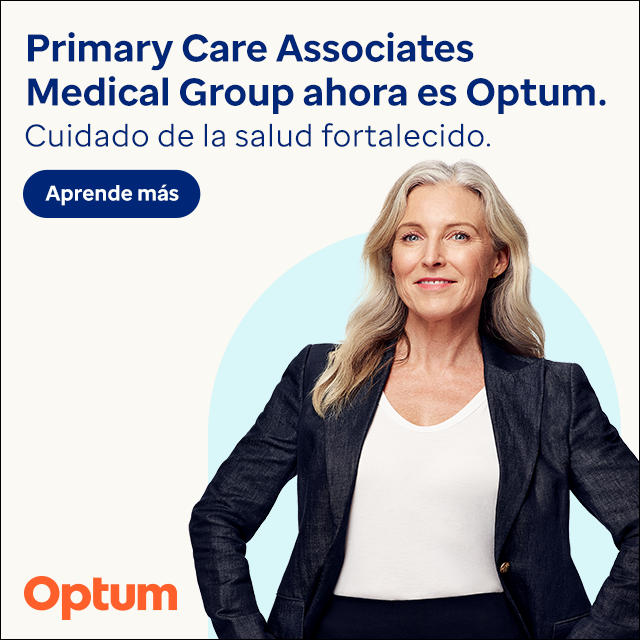 Primary Care Associates
Medical Group ahora es Optum.
Cuidado de la salud fortalecido.
Aprende más
Optum